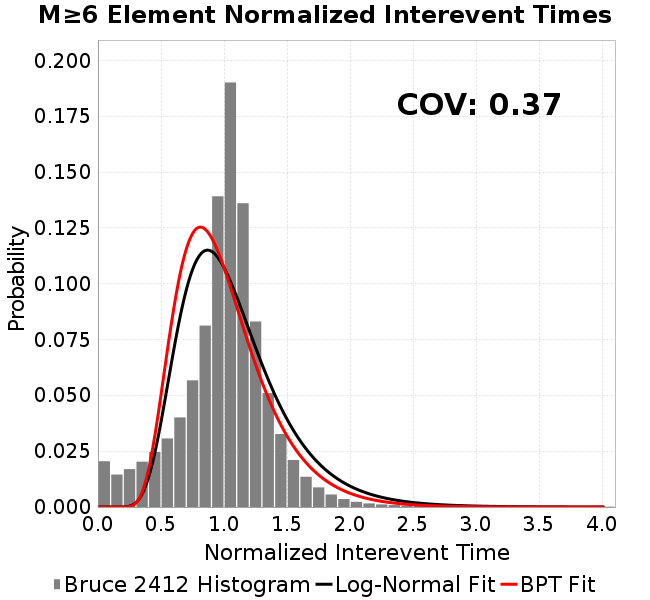 M≥6 Element Normalized Interevent Times
COV: 0.37
Probability
0.200
0.175
0.150
0.125
0.100
0.075
0.050
0.025
0.000
0.0 0.5 1.0 1.5 2.0 2.5 3.0 3.5 4.0
Normalized Interevent Time
Bruce 2412 Histogram Log-Normal Fit BPT Fit